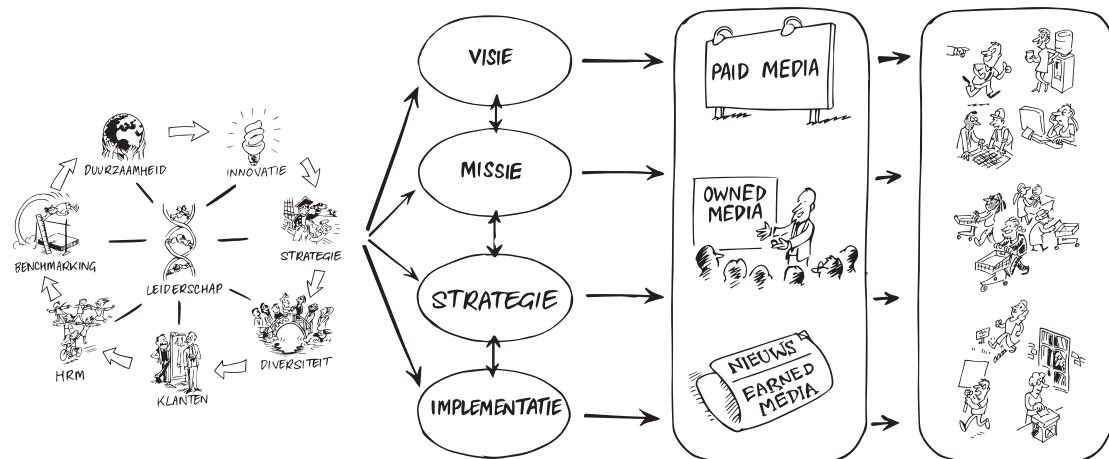 DUURZAAMHEID
INNOVATIE
BENCHMARKING
STRATEGIE
LEIDERSCHAP
HRM
DIVERSITEIT
KLANTEN
VISIE
MISSIE
STRATEGIE
IMPLEMENTATIE
PAID MEDIA
OWNED
MEDIA
NIEUWS
EARNED
MEDIA